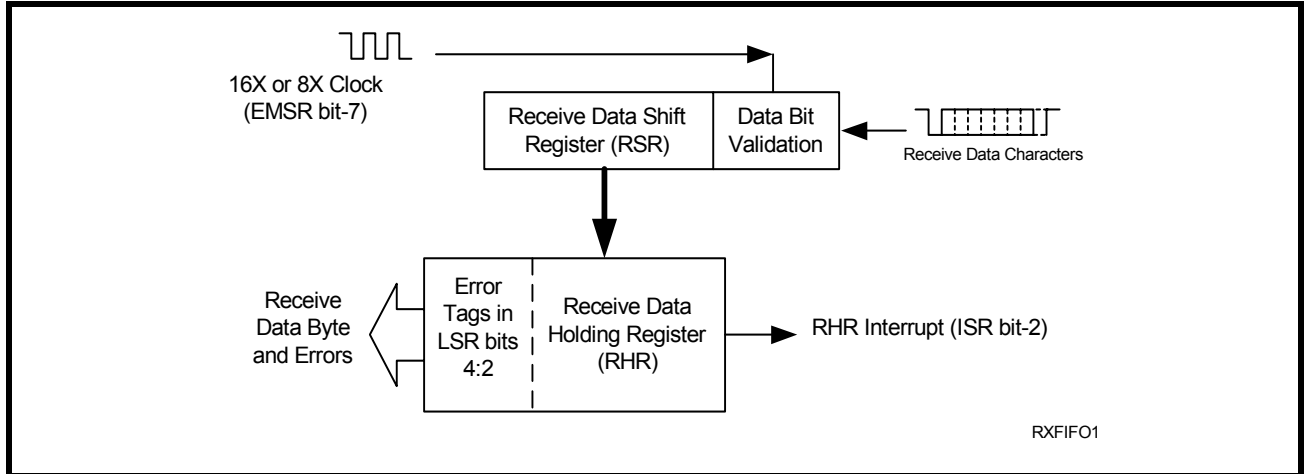 16X or 8X Clock
(EMSR bit-7)
Receive Data Shift
Register (RSR)
Data Bit
Validation
Receive Data Characters
Receive
Data Byte
and Errors
Error
Tags in
LSR bits
4:2
Receive Data
Holding Register
(RHR)
RHR Interrupt (ISR bit-2)
RXFIFO1